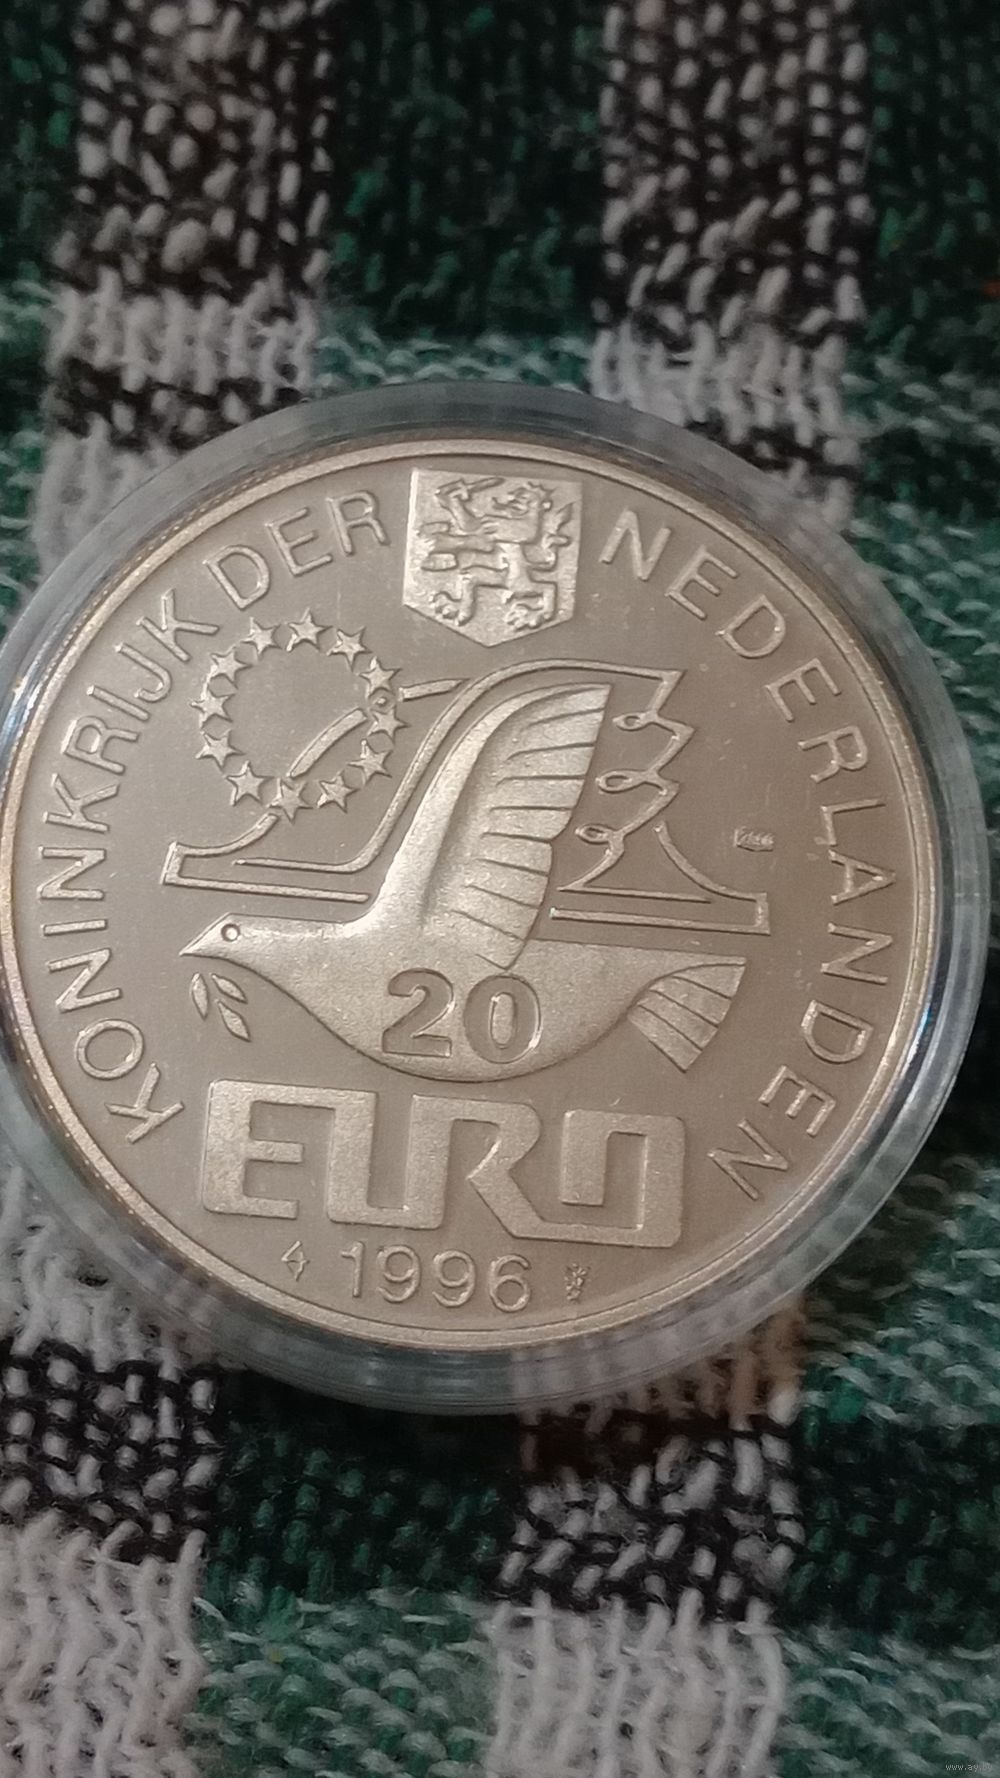 KONINKRIJK DER NEDERLANDEN
20
EURO
1996